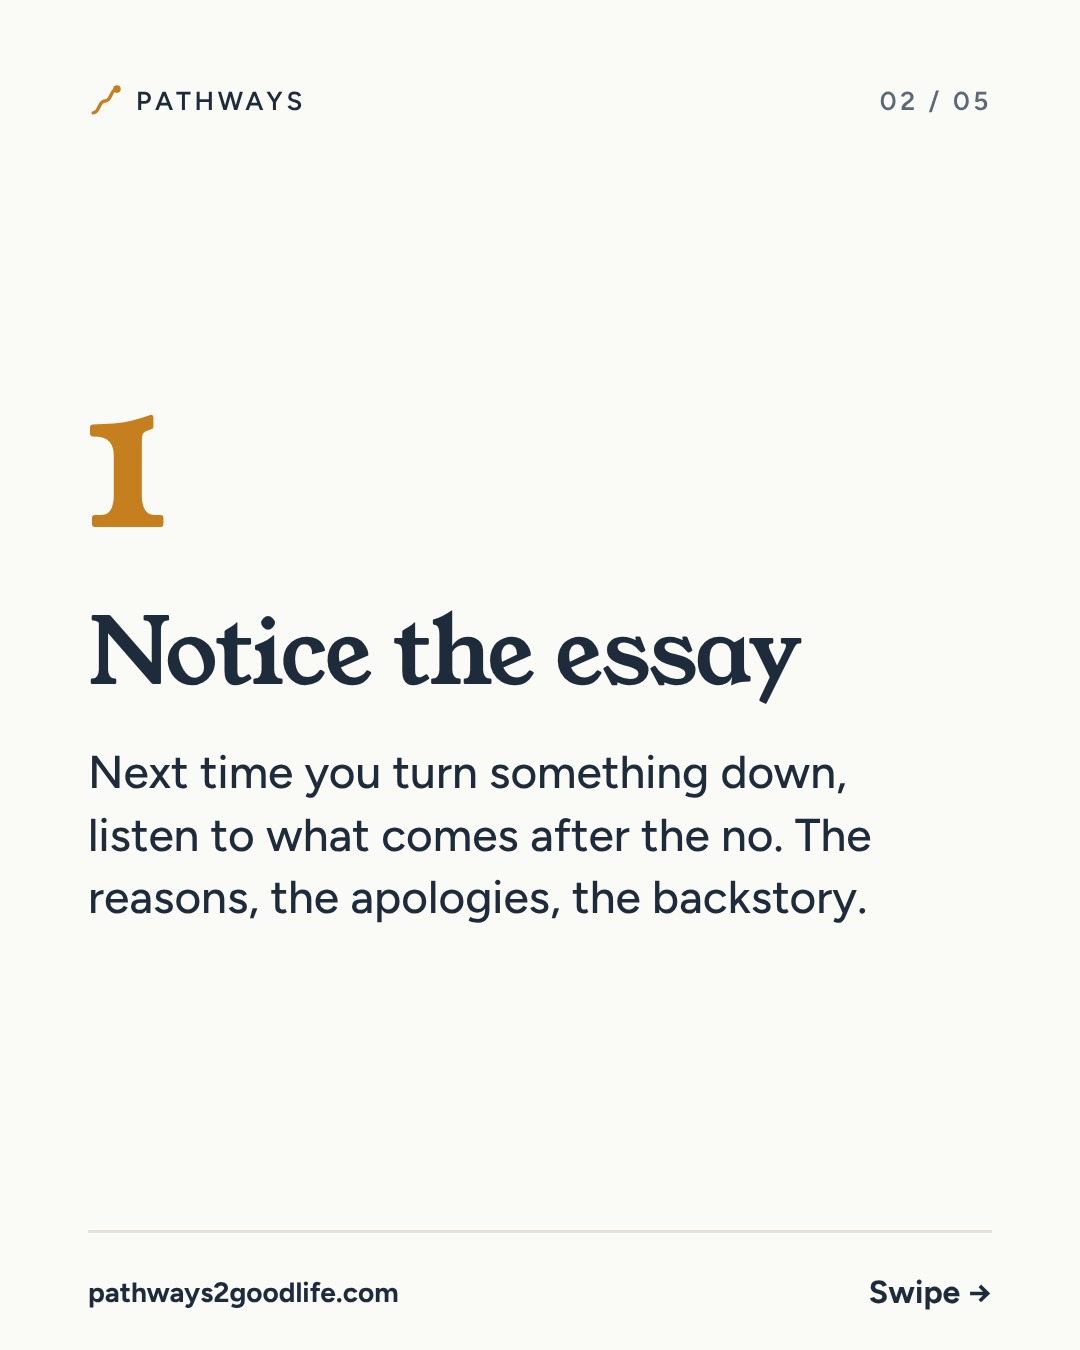 PATHWAYS
02 / 05
1
Notice the essay
Next time you turn something down,
listen to what comes after the no. The
reasons, the apologies, the backstory.
pathways2goodlife.com
Swipe →